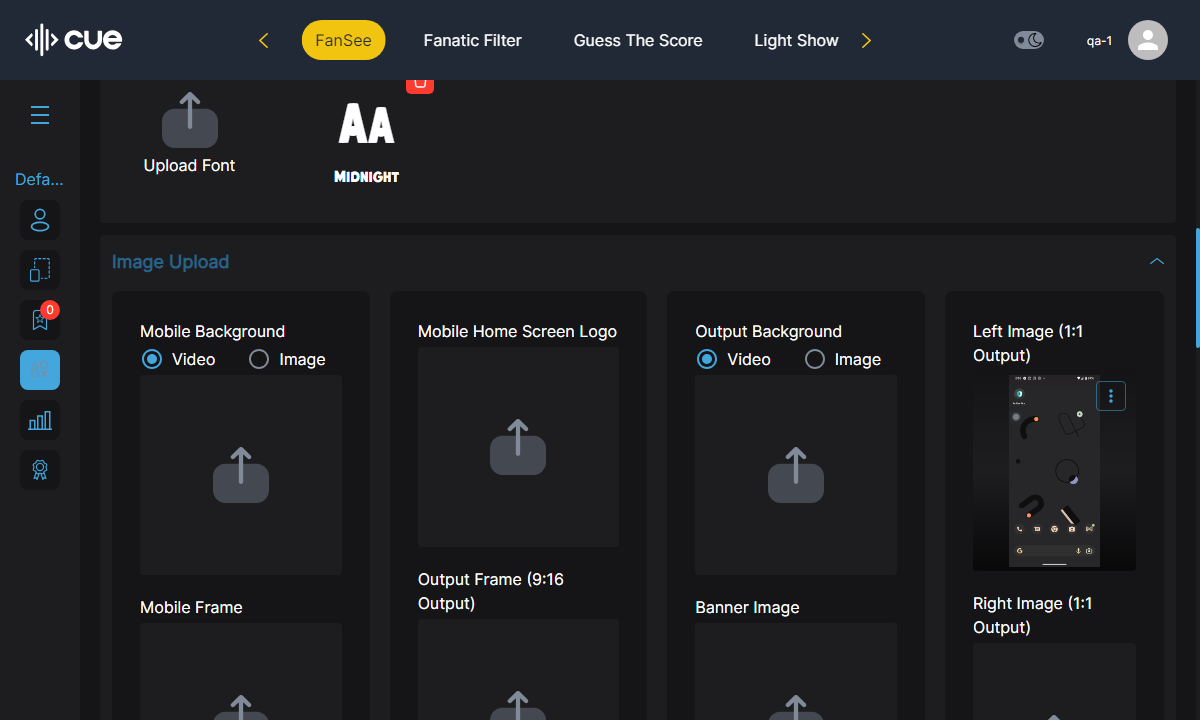 cue
FanSee
Fanatic Filter
Guess The Score
Light Show
qa-1
Defa...
0
Upload Font
AA
MIDNIGHT
Image Upload
Mobile Background
Video
Image
Mobile Frame
Mobile Home Screen Logo
Output Frame (9:16
Output)
Output Background
Video
Image
Banner Image
Left Image (1:1
Output)
Right Image (1:1
Output)